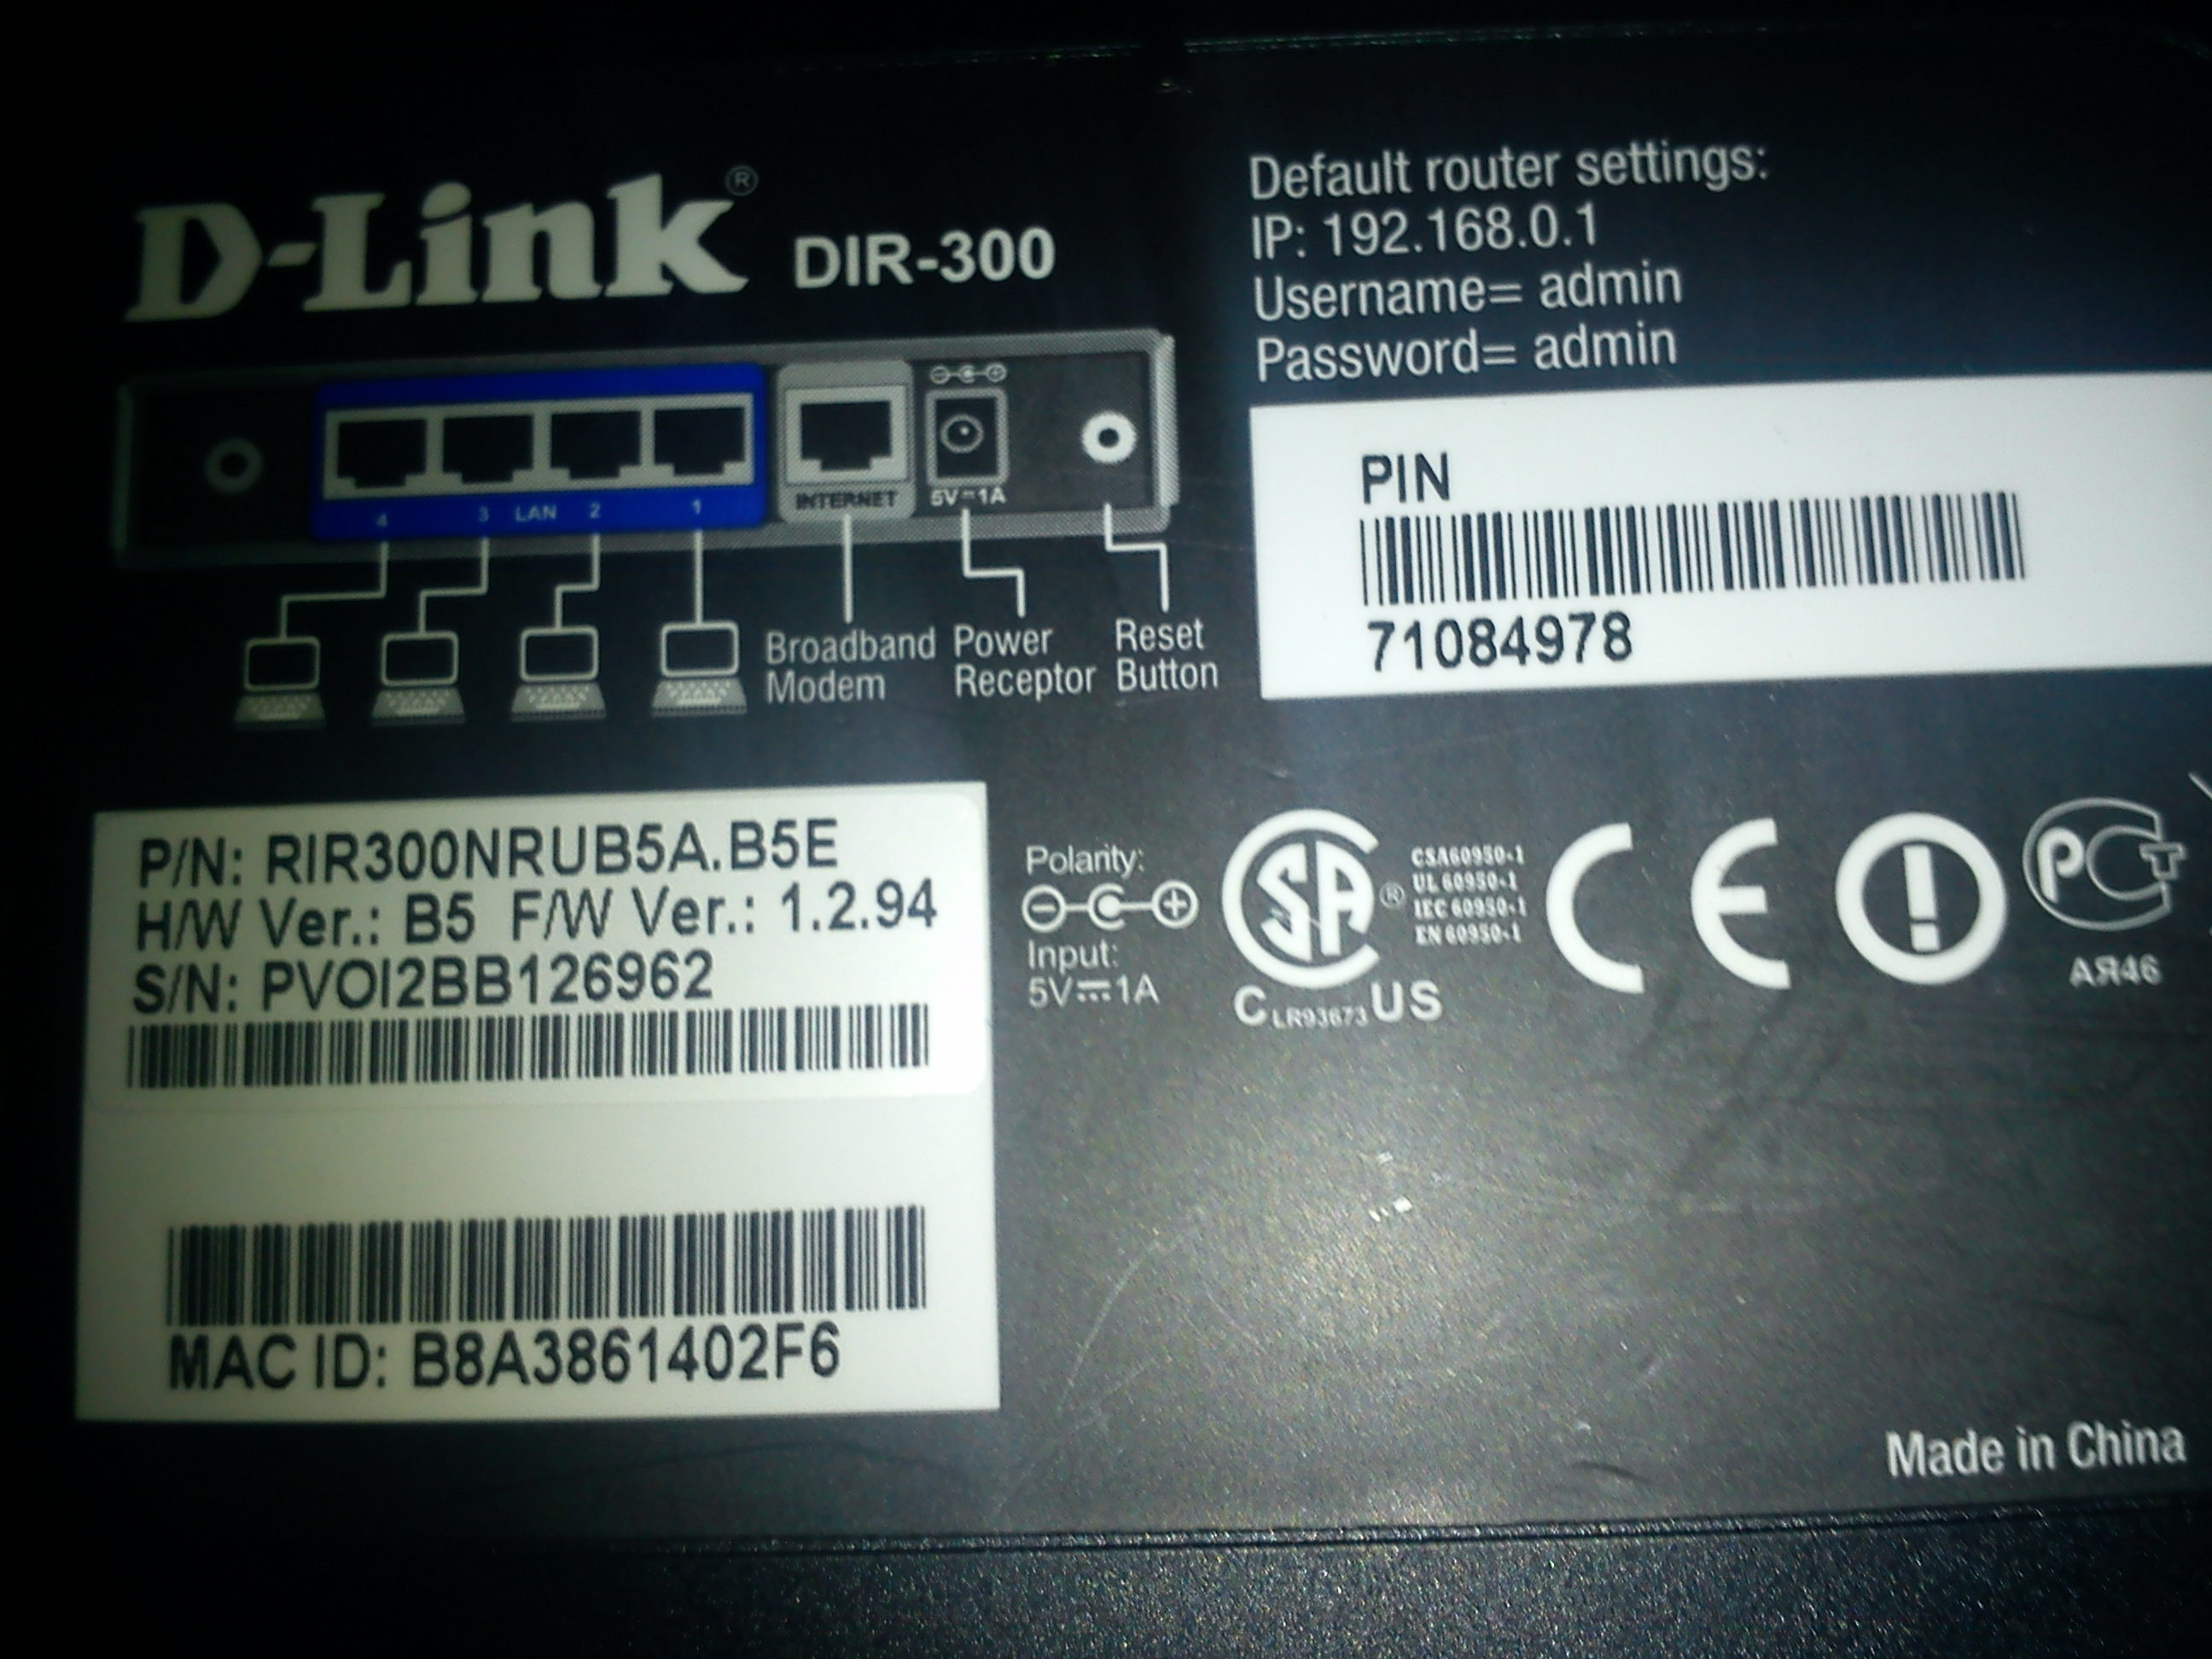 D-Link® DIR-300
Default router settings:
IP: 192.168.0.1
Username= admin
Password= admin
4 3 LAN 2 1
INTERNET
5V⎓1A
Broadband Modem
Power Receptor
Reset Button
PIN
71084978
P/N: RIR300NRUB5A.B5E
H/W Ver.: B5 F/W Ver.: 1.2.94
S/N: PVOI2BB126962
MAC ID: B8A3861402F6
Polarity:
Input:
5V⎓1A
SA®
C LR93673 US
CSA60950-1
UL 60950-1
IEC 60950-1
EN 60950-1
CE
РСТ
АЯ46
Made in China